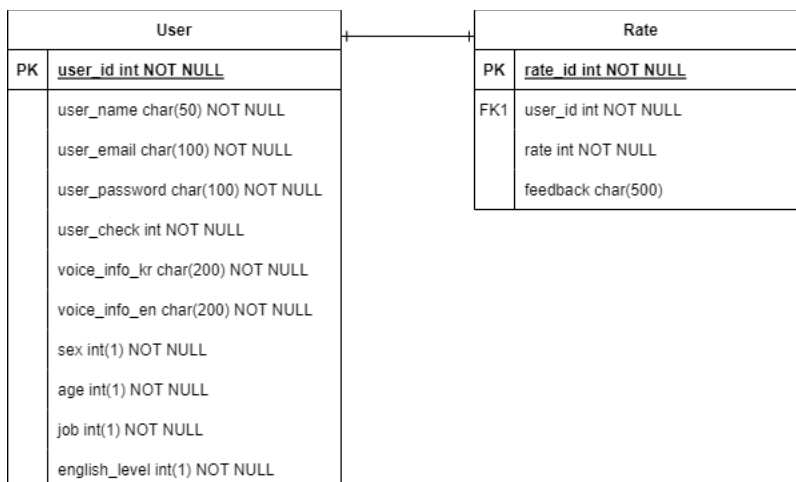 User
PK user_id int NOT NULL
user_name char(50) NOT NULL
user_email char(100) NOT NULL
user_password char(100) NOT NULL
user_check int NOT NULL
voice_info_kr char(200) NOT NULL
voice_info_en char(200) NOT NULL
sex int(1) NOT NULL
age int(1) NOT NULL
job int(1) NOT NULL
english_level int(1) NOT NULL
Rate
PK rate_id int NOT NULL
FK1 user_id int NOT NULL
rate int NOT NULL
feedback char(500)